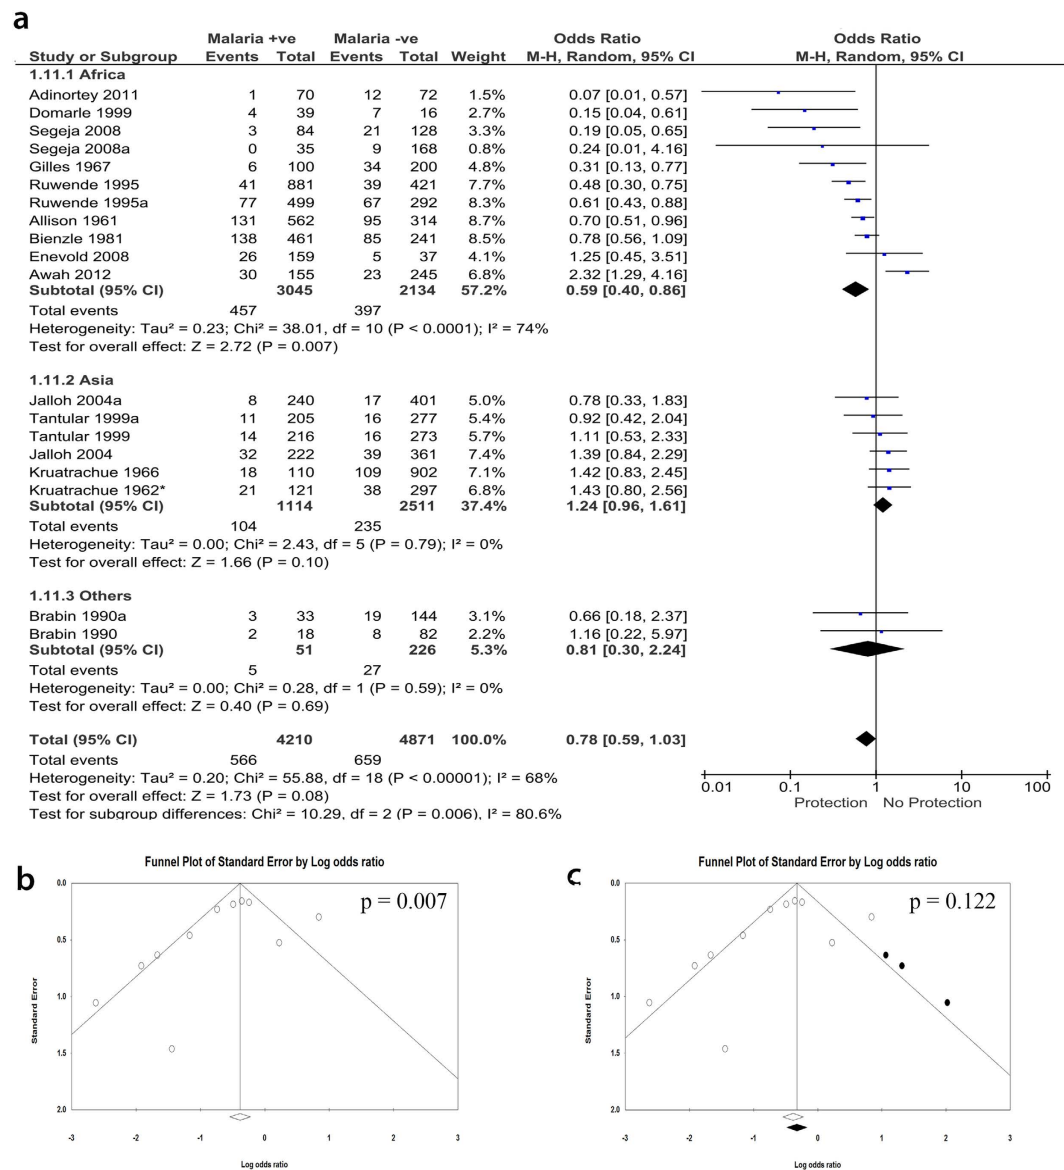 a
Malaria +ve Malaria -ve Odds Ratio Odds Ratio
Study or Subgroup Events Total Events Total Weight M-H, Random, 95% CI M-H, Random, 95% CI
1.11.1 Africa
Adinortey 2011 1 70 12 72 1.5% 0.07 [0.01, 0.57]
Domarle 1999 4 39 7 16 2.7% 0.15 [0.04, 0.61]
Segeja 2008 3 84 21 128 3.3% 0.19 [0.05, 0.65]
Segeja 2008a 0 35 9 168 0.8% 0.24 [0.01, 4.16]
Gilles 1967 6 100 34 200 4.8% 0.31 [0.13, 0.77]
Ruwende 1995 41 881 39 421 7.7% 0.48 [0.30, 0.75]
Ruwende 1995a 77 499 67 292 8.3% 0.61 [0.43, 0.88]
Allison 1961 131 562 95 314 8.7% 0.70 [0.51, 0.96]
Bienzle 1981 138 461 85 241 8.5% 0.78 [0.56, 1.09]
Enevold 2008 26 159 5 37 4.1% 1.25 [0.45, 3.51]
Awah 2012 30 155 23 245 6.8% 2.32 [1.29, 4.16]
Subtotal (95% CI) 3045 2134 57.2% 0.59 [0.40, 0.86]
Total events 457 397
Heterogeneity: Tau² = 0.23; Chi² = 38.01, df = 10 (P < 0.0001); I² = 74%
Test for overall effect: Z = 2.72 (P = 0.007)
1.11.2 Asia
Jalloh 2004a 8 240 17 401 5.0% 0.78 [0.33, 1.83]
Tantular 1999a 11 205 16 277 5.4% 0.92 [0.42, 2.04]
Tantular 1999 14 216 16 273 5.7% 1.11 [0.53, 2.33]
Jalloh 2004 32 222 39 361 7.4% 1.39 [0.84, 2.29]
Kruatrachue 1966 18 110 109 902 7.1% 1.42 [0.83, 2.45]
Kruatrachue 1962* 21 121 38 297 6.8% 1.43 [0.80, 2.56]
Subtotal (95% CI) 1114 2511 37.4% 1.24 [0.96, 1.61]
Total events 104 235
Heterogeneity: Tau² = 0.00; Chi² = 2.43, df = 5 (P = 0.79); I² = 0%
Test for overall effect: Z = 1.66 (P = 0.10)
1.11.3 Others
Brabin 1990a 3 33 19 144 3.1% 0.66 [0.18, 2.37]
Brabin 1990 2 18 8 82 2.2% 1.16 [0.22, 5.97]
Subtotal (95% CI) 51 226 5.3% 0.81 [0.30, 2.24]
Total events 5 27
Heterogeneity: Tau² = 0.00; Chi² = 0.28, df = 1 (P = 0.59); I² = 0%
Test for overall effect: Z = 0.40 (P = 0.69)
Total (95% CI) 4210 4871 100.0% 0.78 [0.59, 1.03]
Total events 566 659
Heterogeneity: Tau² = 0.20; Chi² = 55.88, df = 18 (P < 0.00001); I² = 68%
Test for overall effect: Z = 1.73 (P = 0.08)
Test for subgroup differences: Chi² = 10.29, df = 2 (P = 0.006), I² = 80.6%
0.01 0.1 1 10 100
Protection No Protection
b
Funnel Plot of Standard Error by Log odds ratio
p = 0.007
0.0
0.5
1.0
1.5
2.0
Standard Error
-3 -2 -1 0 1 2 3
Log odds ratio
c
Funnel Plot of Standard Error by Log odds ratio
p = 0.122
0.0
0.5
1.0
1.5
2.0
Standard Error
-3 -2 -1 0 1 2 3
Log odds ratio